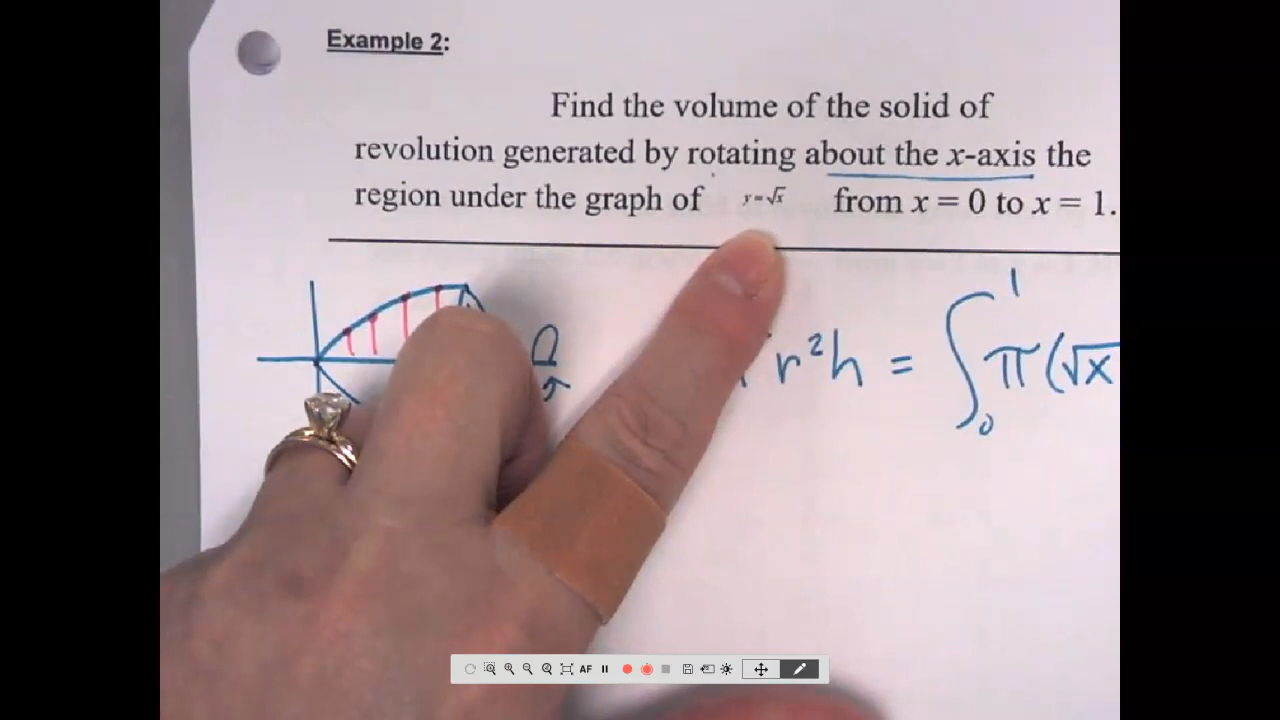 Example 2:
Find the volume of the solid of
revolution generated by rotating about the x-axis the
region under the graph of y=√x from x = 0 to x = 1.
r²h = ∫₀¹ π(√x
AF